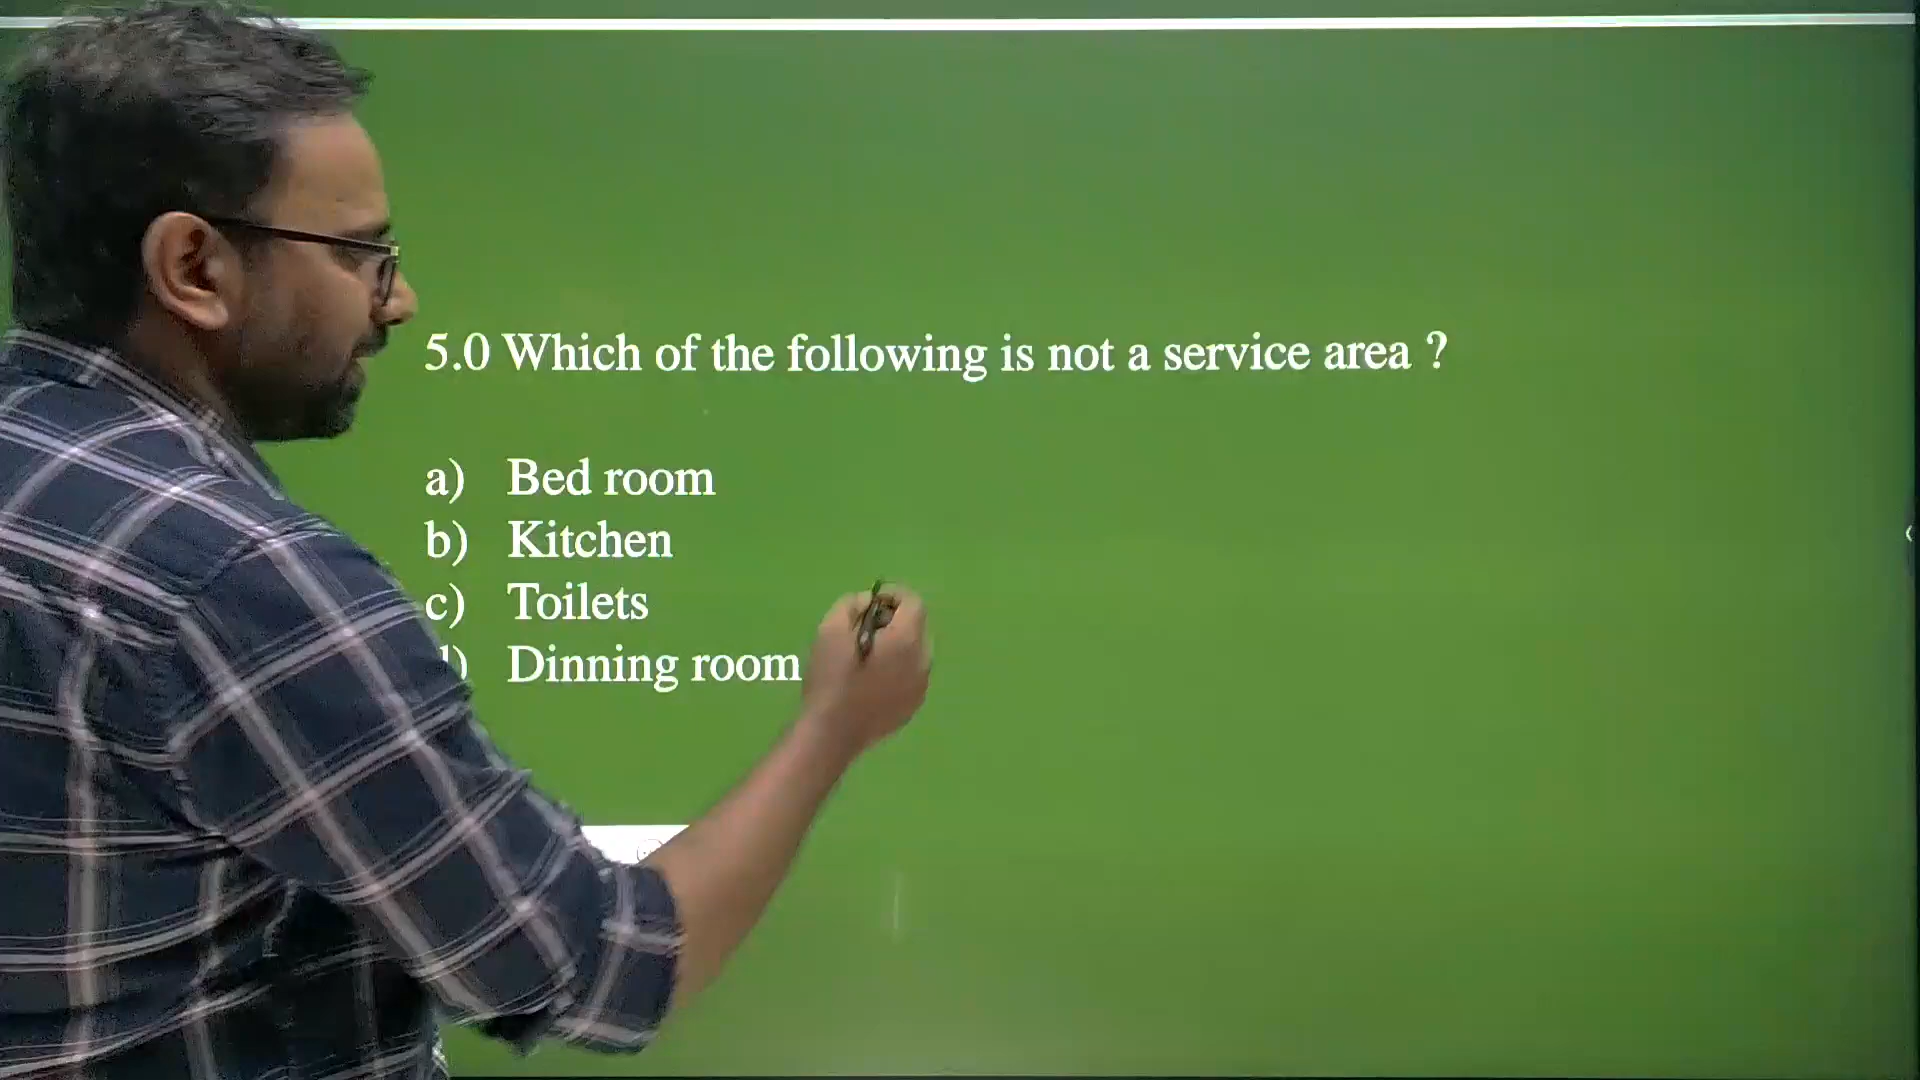 5.0 Which of the following is not a service area ?
a) Bed room
b) Kitchen
c) Toilets
d) Dinning room